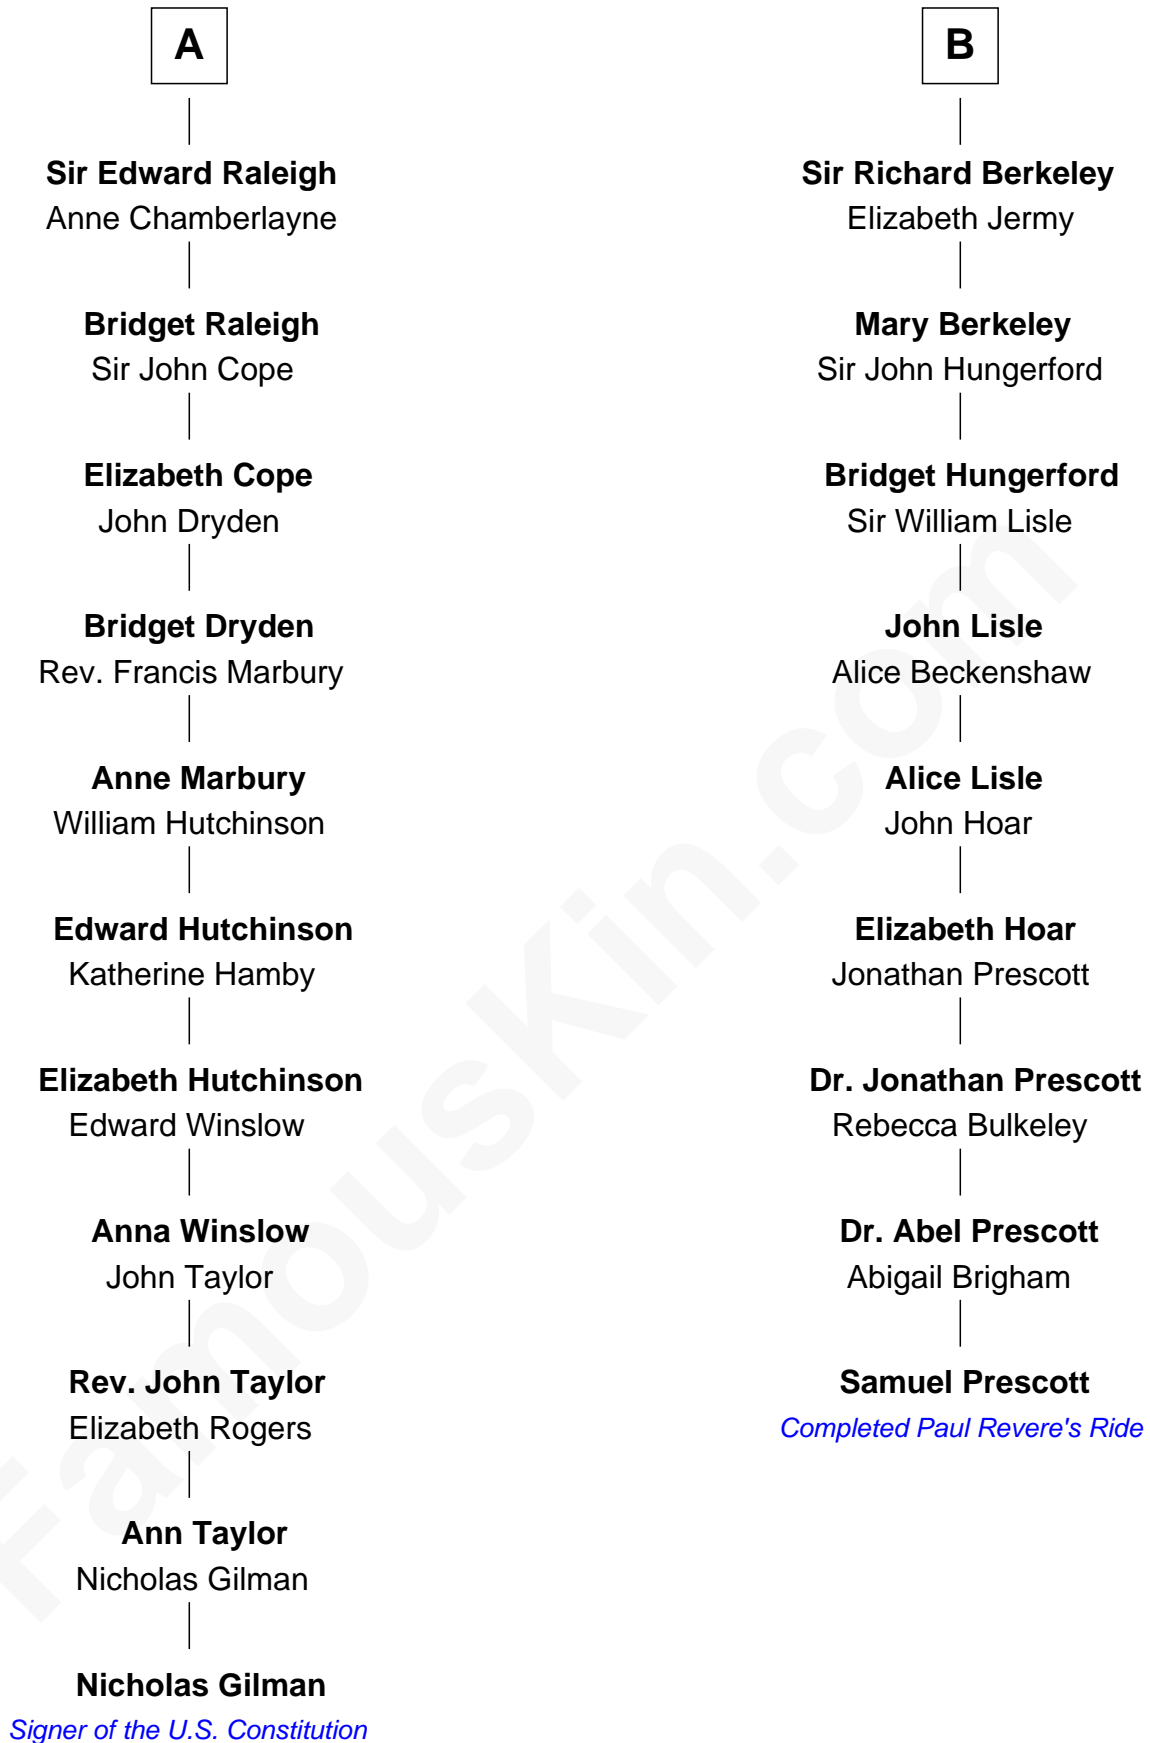 A
Sir Edward Raleigh
Anne Chamberlayne
Bridget Raleigh
Sir John Cope
Elizabeth Cope
John Dryden
Bridget Dryden
Rev. Francis Marbury
Anne Marbury
William Hutchinson
Edward Hutchinson
Katherine Hamby
Elizabeth Hutchinson
Edward Winslow
Anna Winslow
John Taylor
Rev. John Taylor
Elizabeth Rogers
Ann Taylor
Nicholas Gilman
Nicholas Gilman
Signer of the U.S. Constitution
B
Sir Richard Berkeley
Elizabeth Jermy
Mary Berkeley
Sir John Hungerford
Bridget Hungerford
Sir William Lisle
John Lisle
Alice Beckenshaw
Alice Lisle
John Hoar
Elizabeth Hoar
Jonathan Prescott
Dr. Jonathan Prescott
Rebecca Bulkeley
Dr. Abel Prescott
Abigail Brigham
Samuel Prescott
Completed Paul Revere's Ride
FamousKin.com